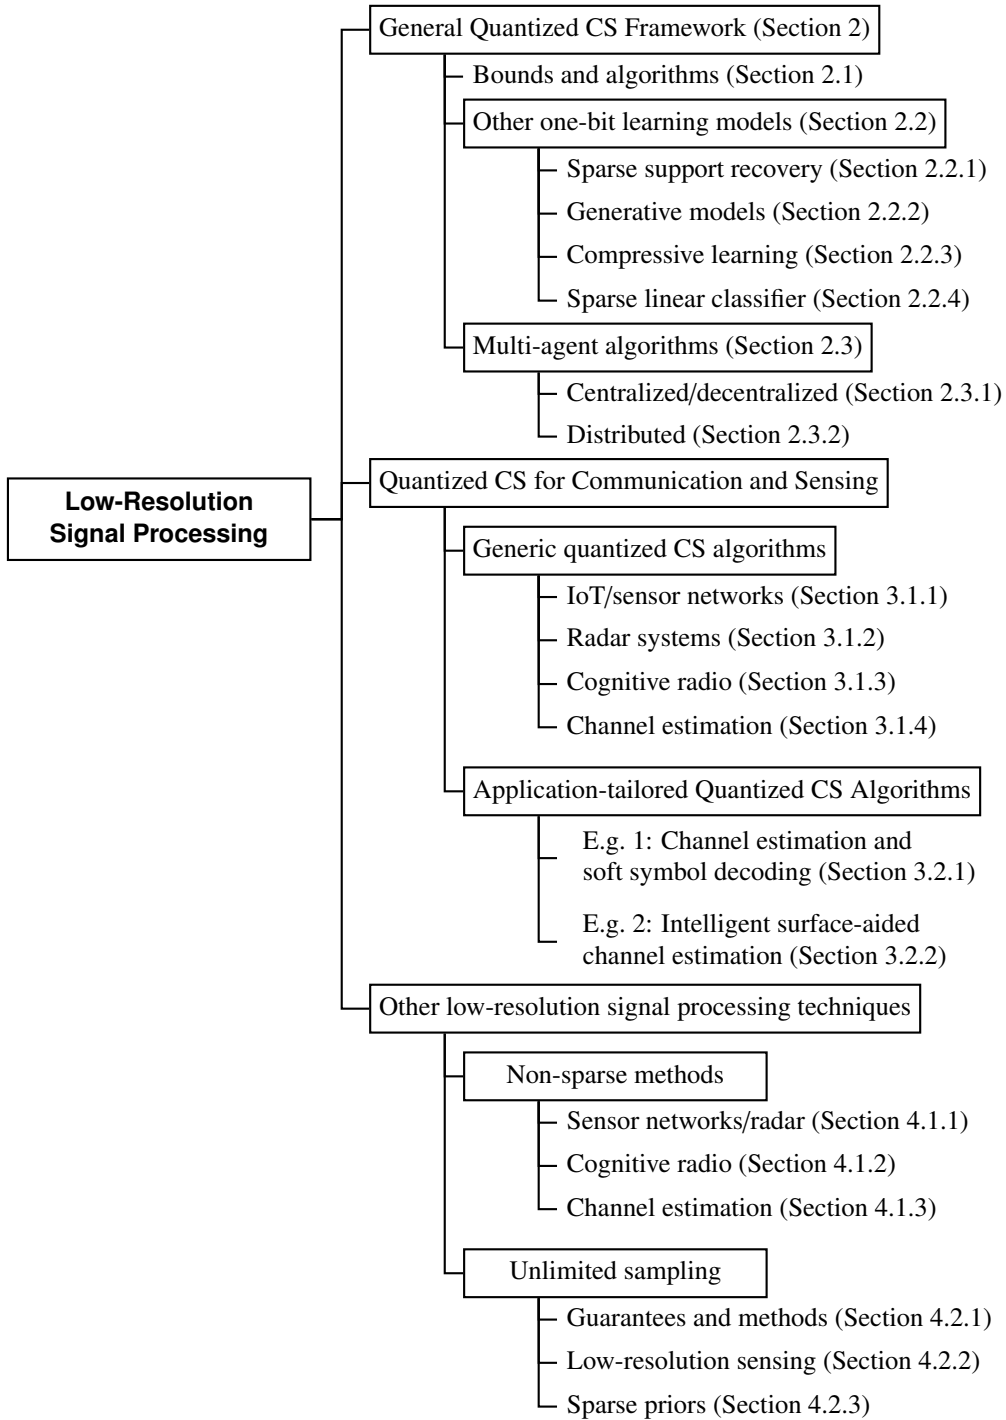 General Quantized CS Framework (Section 2)
Bounds and algorithms (Section 2.1)
Other one-bit learning models (Section 2.2)
Sparse support recovery (Section 2.2.1)
Generative models (Section 2.2.2)
Compressive learning (Section 2.2.3)
Sparse linear classifier (Section 2.2.4)
Multi-agent algorithms (Section 2.3)
Centralized/decentralized (Section 2.3.1)
Distributed (Section 2.3.2)
Low-Resolution
Signal Processing
Quantized CS for Communication and Sensing
Generic quantized CS algorithms
IoT/sensor networks (Section 3.1.1)
Radar systems (Section 3.1.2)
Cognitive radio (Section 3.1.3)
Channel estimation (Section 3.1.4)
Application-tailored Quantized CS Algorithms
E.g. 1: Channel estimation and
soft symbol decoding (Section 3.2.1)
E.g. 2: Intelligent surface-aided
channel estimation (Section 3.2.2)
Other low-resolution signal processing techniques
Non-sparse methods
Sensor networks/radar (Section 4.1.1)
Cognitive radio (Section 4.1.2)
Channel estimation (Section 4.1.3)
Unlimited sampling
Guarantees and methods (Section 4.2.1)
Low-resolution sensing (Section 4.2.2)
Sparse priors (Section 4.2.3)